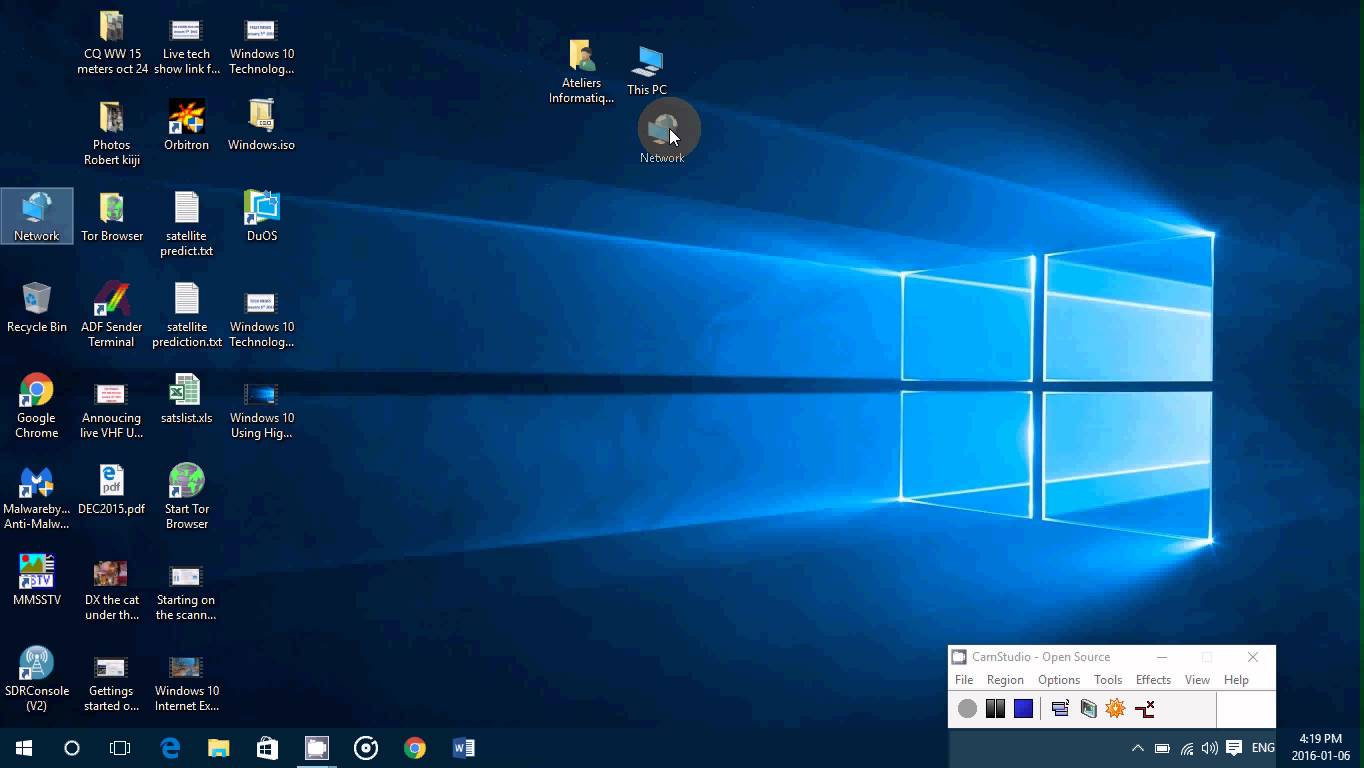 CQ WW 15
meters oct 24
Live tech
show link f...
Windows 10
Technolog...
Ateliers
Informatiq...
This PC
Photos
Robert kiiji
Orbitron
Windows.iso
ISO
Network
Network
Tor Browser
satellite
predict.txt
DuOS
Recycle Bin
ADF Sender
Terminal
satellite
prediction.txt
Windows 10
Technolog...
Google
Chrome
Annoucing
live VHF U...
satslist.xls
Windows 10
Using Hig...
Malwareby...
Anti-Malw...
pdf
DEC2015.pdf
Start Tor
Browser
SSTV
MMSSTV
DX the cat
under th...
Starting on
the scann...
SDRConsole
(V2)
Gettings
started o...
Windows 10
Internet Ex...
CamStudio - Open Source
File Region Options Tools Effects View Help
ENG
4:19 PM
2016-01-06